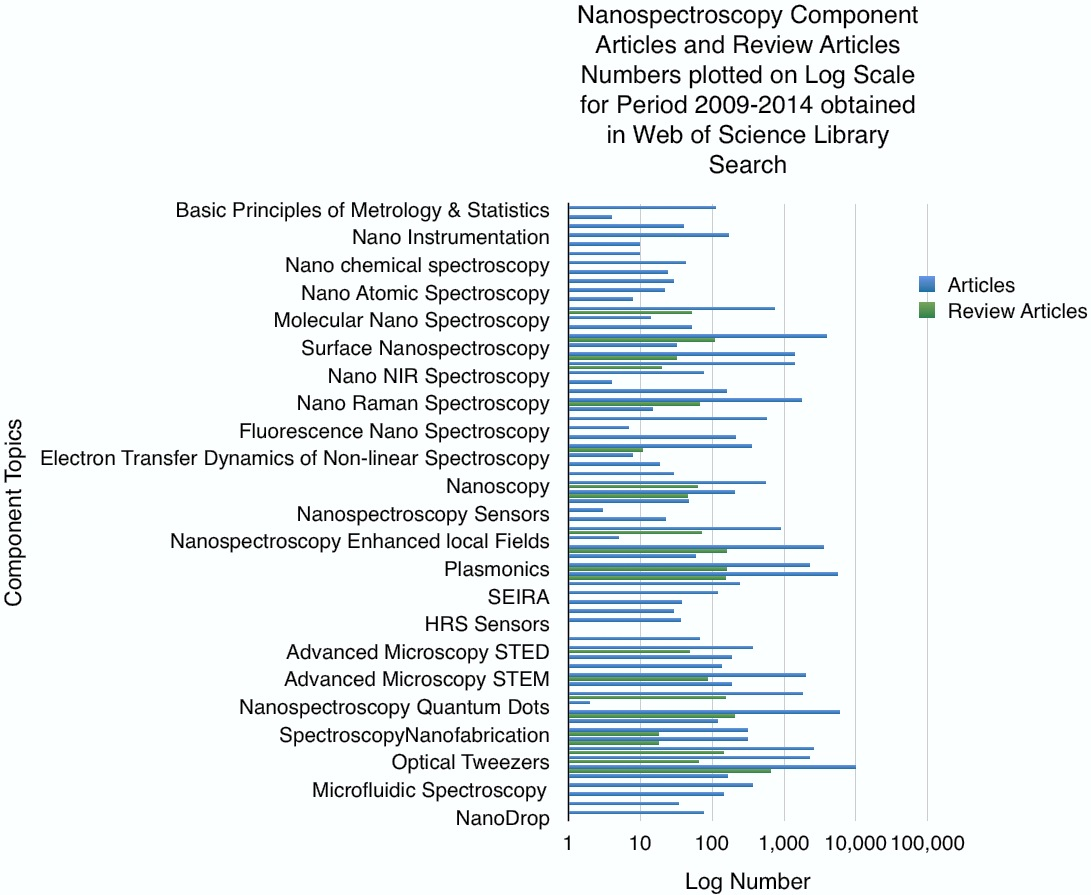 Nanospectroscopy Component
Articles and Review Articles
Numbers plotted on Log Scale
for Period 2009-2014 obtained
in Web of Science Library
Search
Basic Principles of Metrology & Statistics
Nano Instrumentation
Nano chemical spectroscopy
Nano Atomic Spectroscopy
Molecular Nano Spectroscopy
Surface Nanospectroscopy
Nano NIR Spectroscopy
Nano Raman Spectroscopy
Fluorescence Nano Spectroscopy
Electron Transfer Dynamics of Non-linear Spectroscopy
Nanoscopy
Nanospectroscopy Sensors
Nanospectroscopy Enhanced local Fields
Plasmonics
SEIRA
HRS Sensors
Advanced Microscopy STED
Advanced Microscopy STEM
Nanospectroscopy Quantum Dots
SpectroscopyNanofabrication
Optical Tweezers
Microfluidic Spectroscopy
NanoDrop
Component Topics
Articles
Review Articles
1 10 100 1,000 10,000 100,000
Log Number